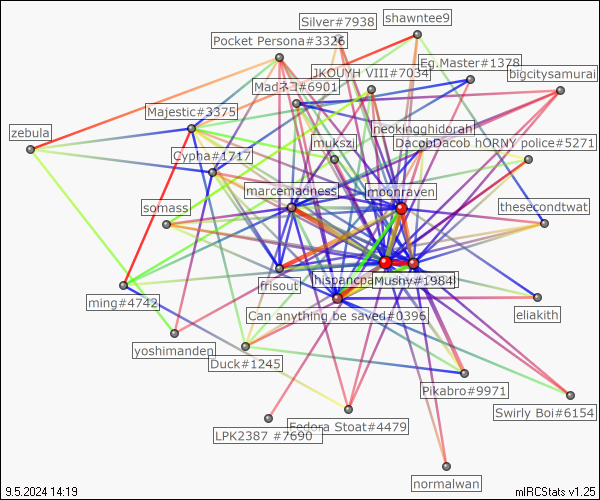 Silver#7938
shawntee9
Pocket Persona#3326
Eg.Master#1378
JKOUYH VIII#7034
bigcitysamurai
Madネコ#6901
Majestic#3375
neokingghidorah
zebula
mukszi
DacobDacob hORNY police#5271
Cypha#1717
marcemadness
moonraven
somass
thesecondtwat
frisout
Mushy#1984
ming#4742
Can anything be saved#0396
eliakith
yoshimanden
Duck#1245
Pikabro#9971
Swirly Boi#6154
Fedora Stoat#4479
LPK2387 #7690
normalwan
9.5.2024 14:19
mIRCStats v1.25